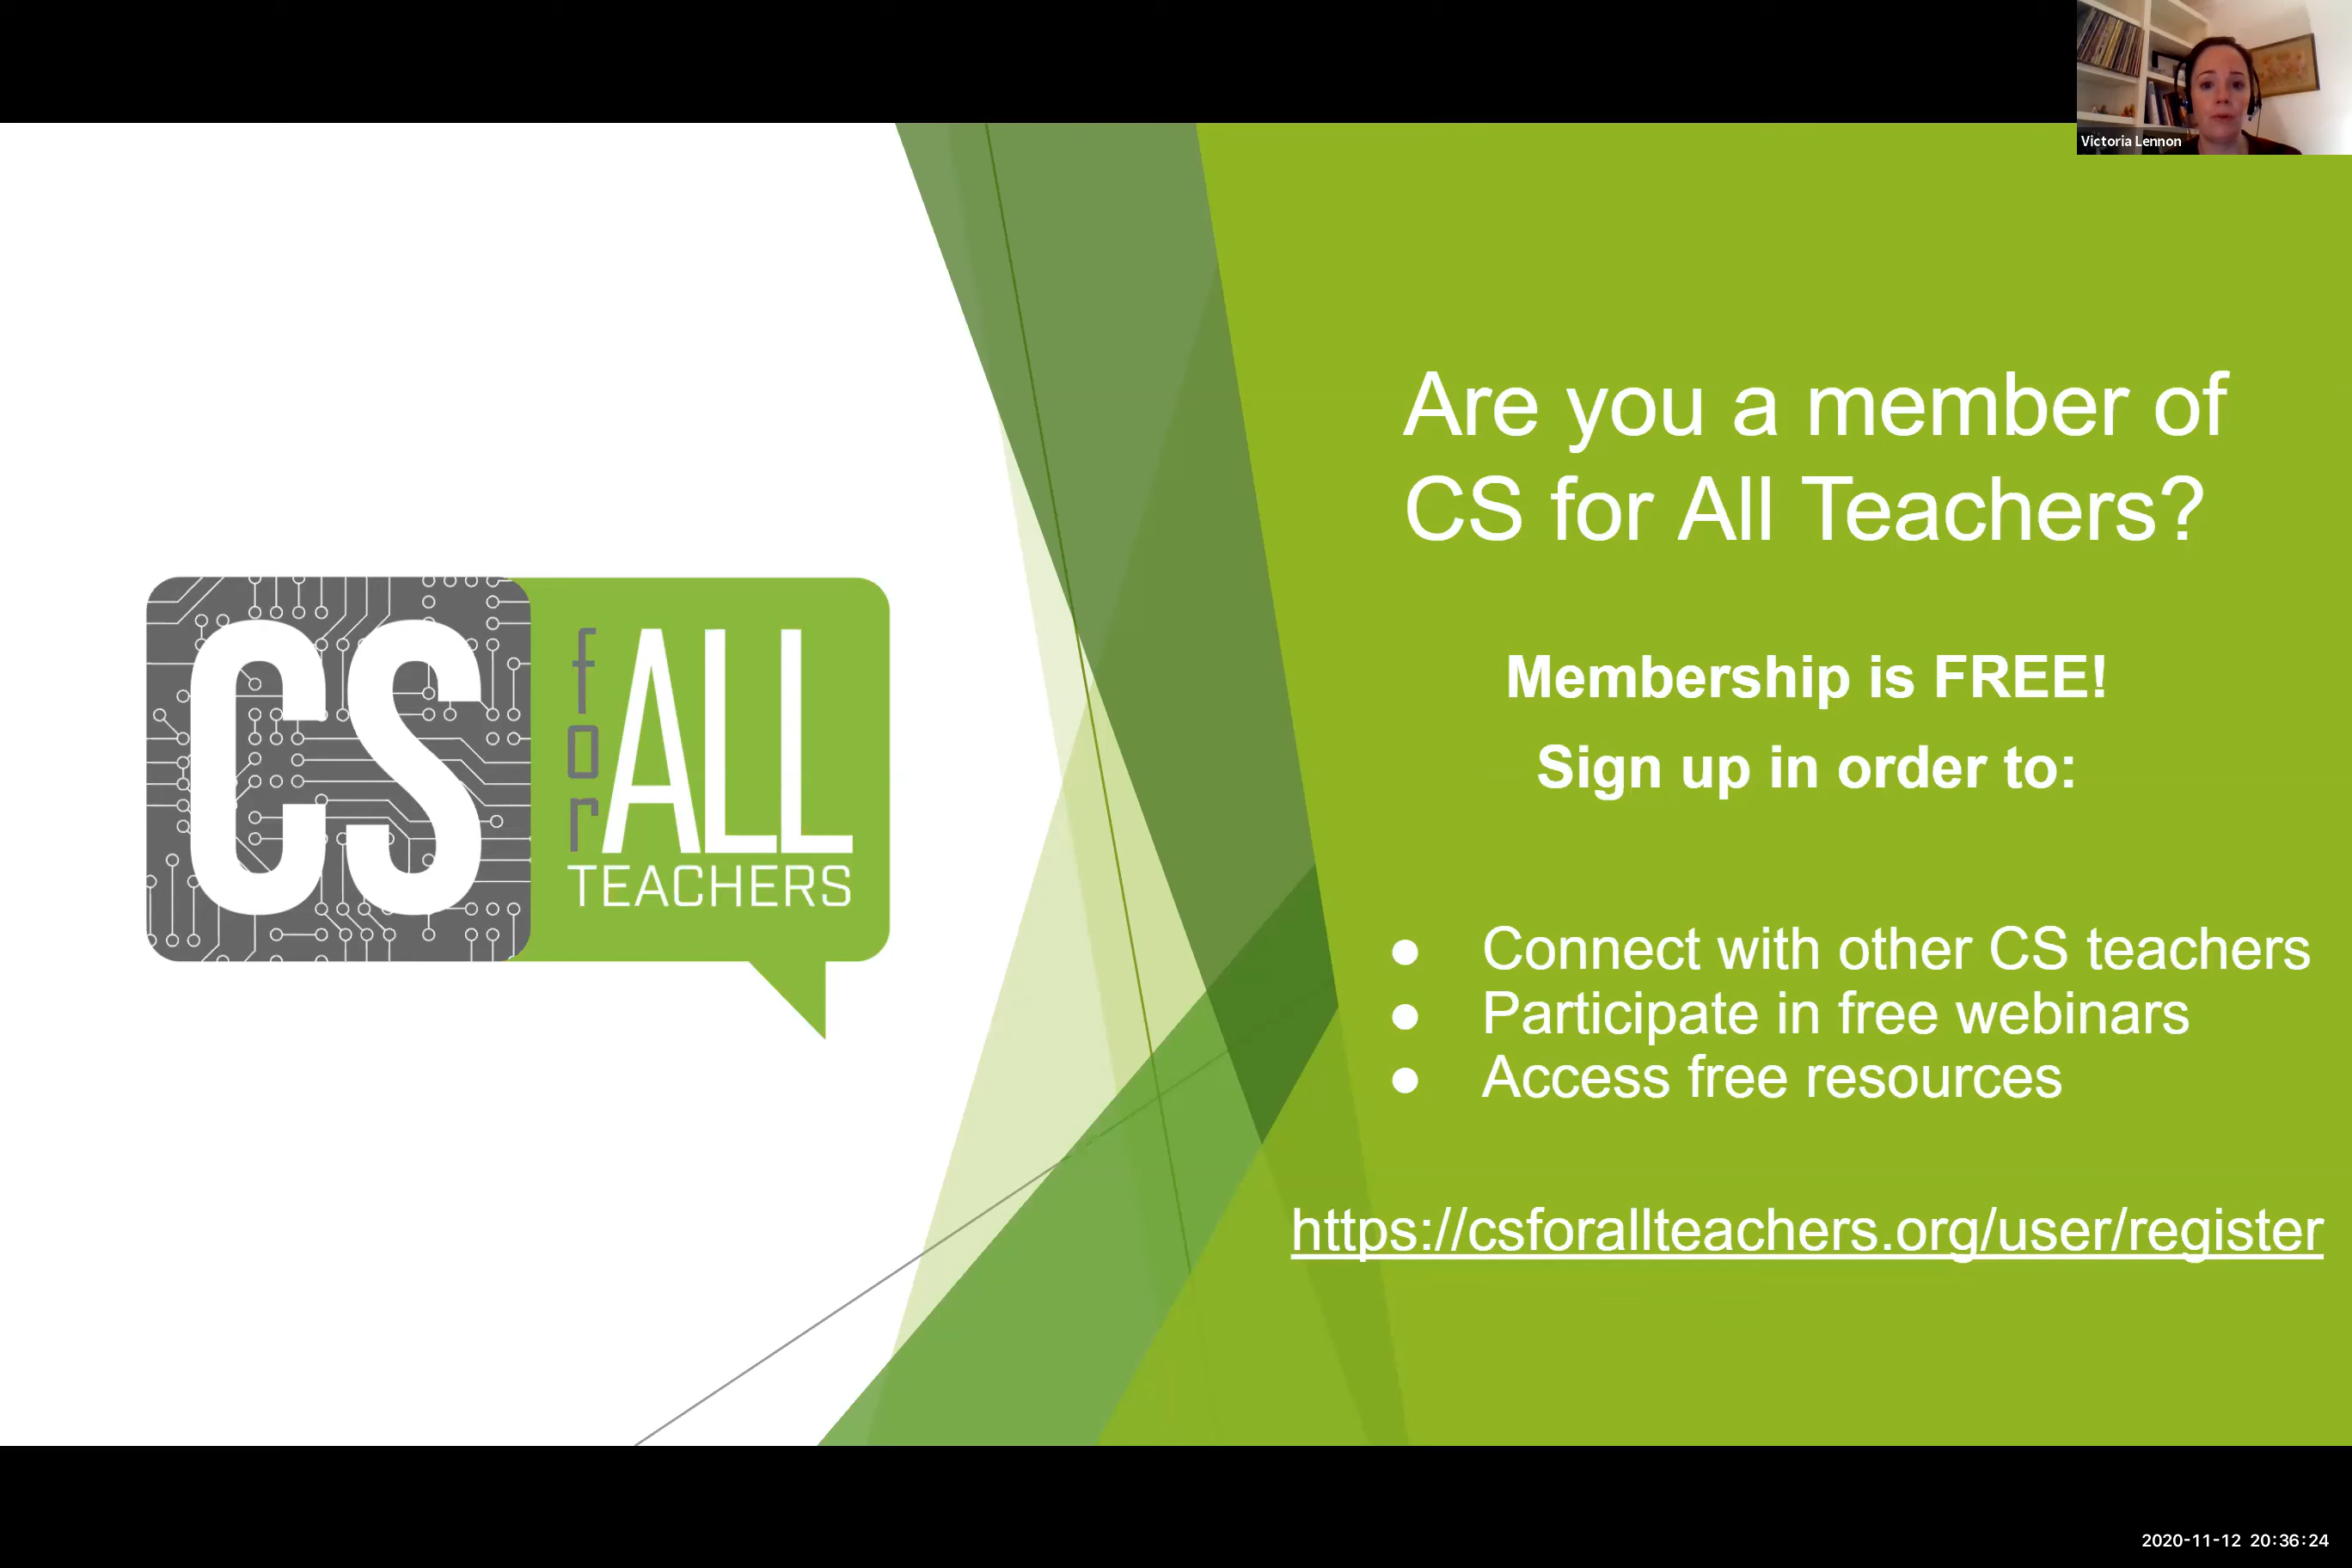 Victoria Lennon
CS for ALL
TEACHERS
Are you a member of
CS for All Teachers?
Membership is FREE!
Sign up in order to:
● Connect with other CS teachers
● Participate in free webinars
● Access free resources
https://csforallteachers.org/user/register
2020-11-12 20:36:24